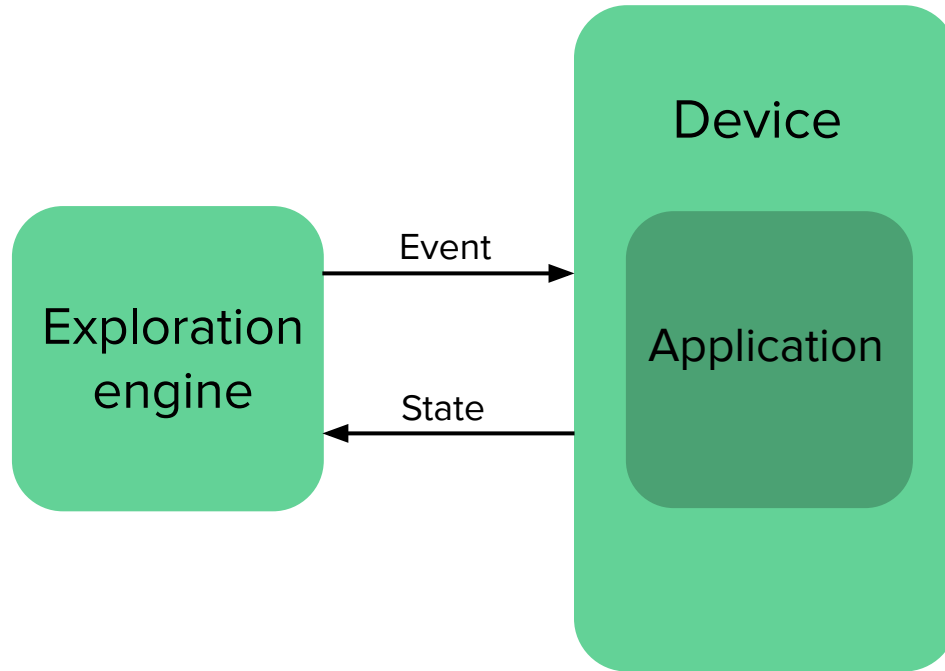 Device
Event
Exploration
engine
Application
State